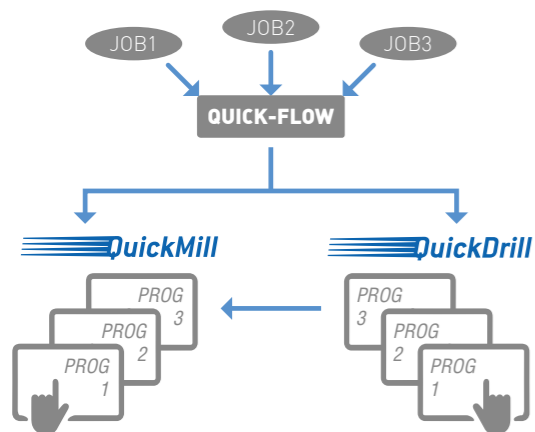 JOB1
JOB2
JOB3
QUICK-FLOW
QuickMill
QuickDrill
PROG
3
PROG
2
PROG
1
PROG
3
PROG
2
PROG
1